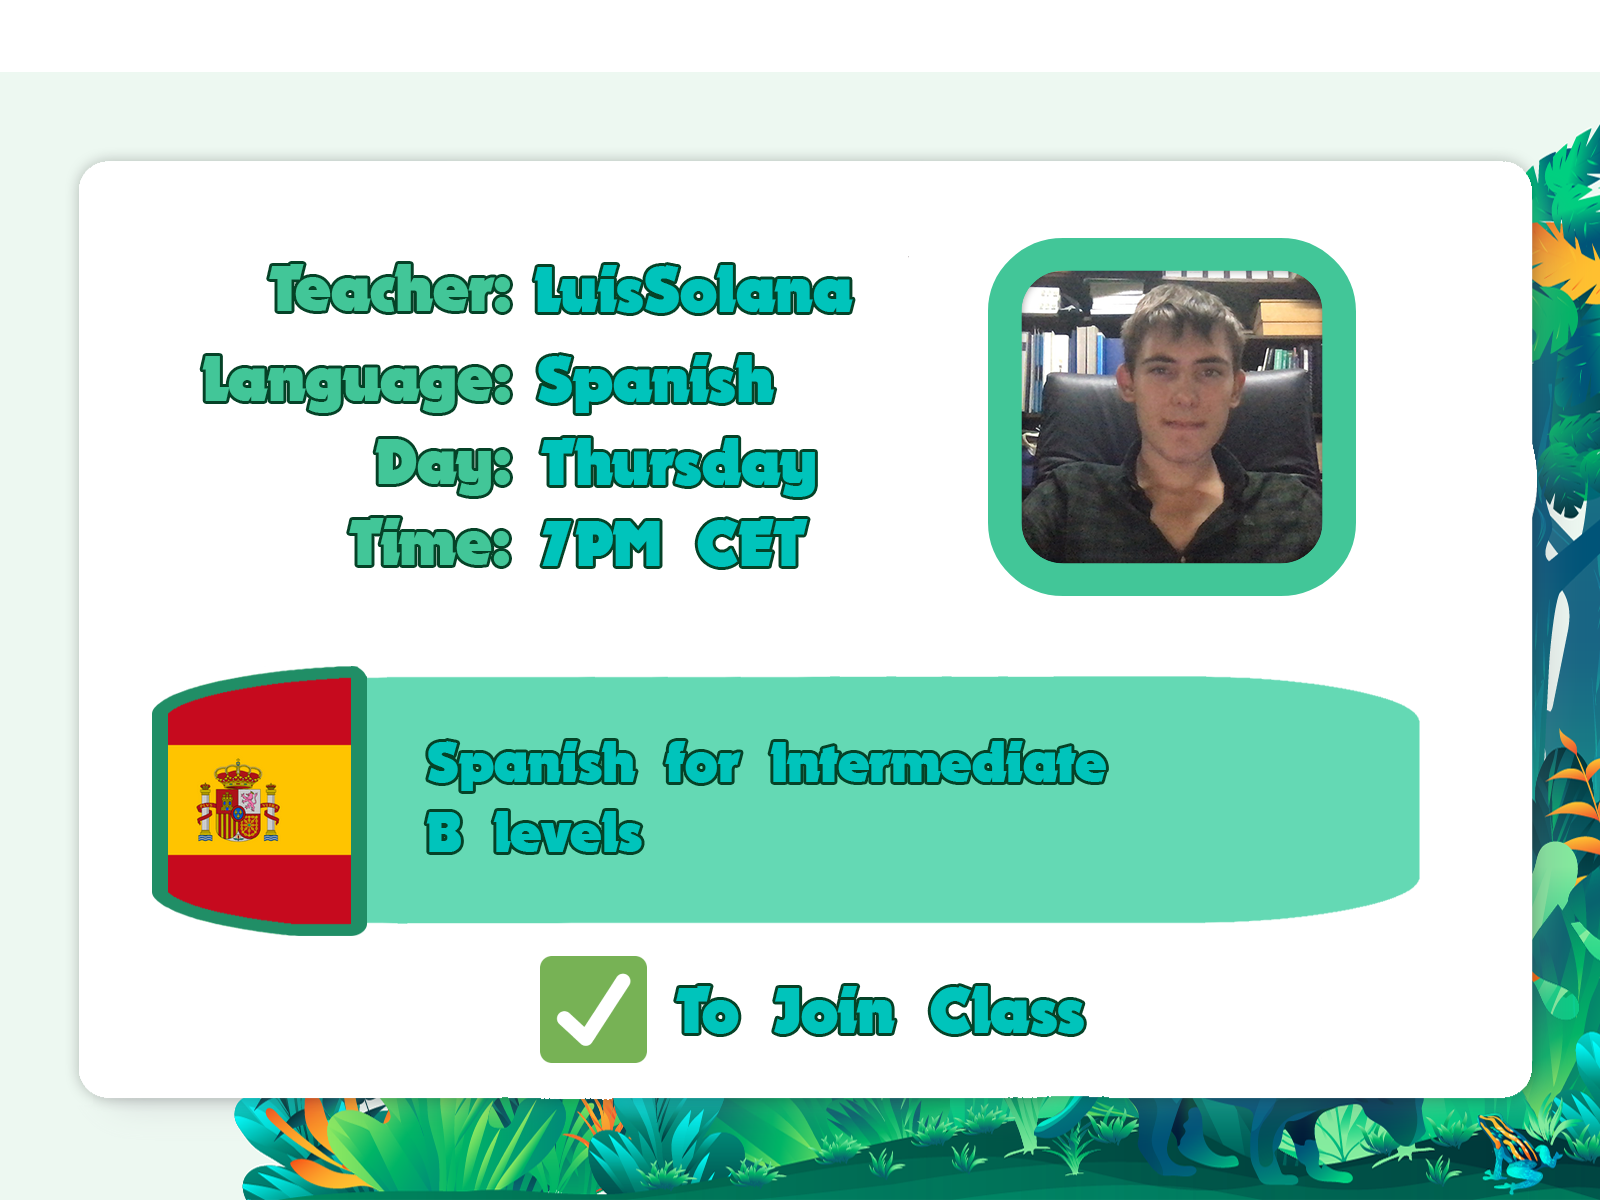 Teacher: LuisSolana
Language: Spanish
Day: Thursday
Time: 7PM CET
Spanish for Intermediate
B levels
To Join Class